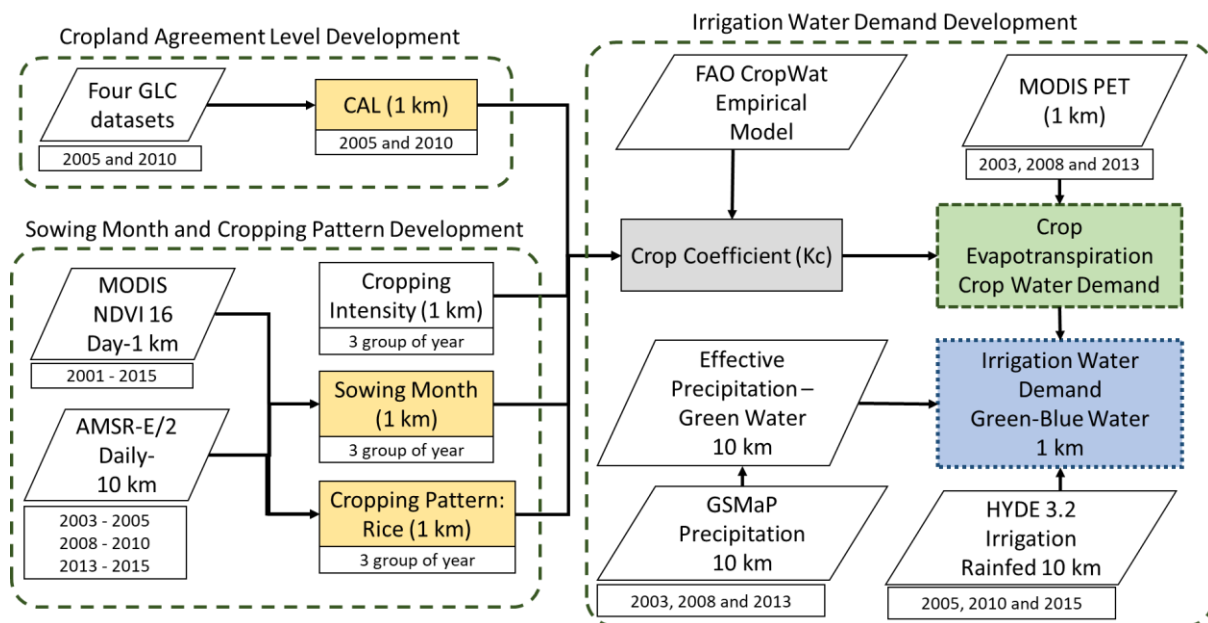 Cropland Agreement Level Development
Four GLC
datasets
2005 and 2010
CAL (1 km)
2005 and 2010
Sowing Month and Cropping Pattern Development
MODIS
NDVI 16
Day-1 km
2001 - 2015
AMSR-E/2
Daily-
10 km
2003 - 2005
2008 - 2010
2013 - 2015
Cropping
Intensity (1 km)
3 group of year
Sowing Month
(1 km)
3 group of year
Cropping Pattern:
Rice (1 km)
3 group of year
Irrigation Water Demand Development
FAO CropWat
Empirical
Model
MODIS PET
(1 km)
2003, 2008 and 2013
Crop Coefficient (Kc)
Crop
Evapotranspiration
Crop Water Demand
Effective
Precipitation –
Green Water
10 km
Irrigation Water
Demand
Green-Blue Water
1 km
GSMaP
Precipitation
10 km
2003, 2008 and 2013
HYDE 3.2
Irrigation
Rainfed 10 km
2005, 2010 and 2015